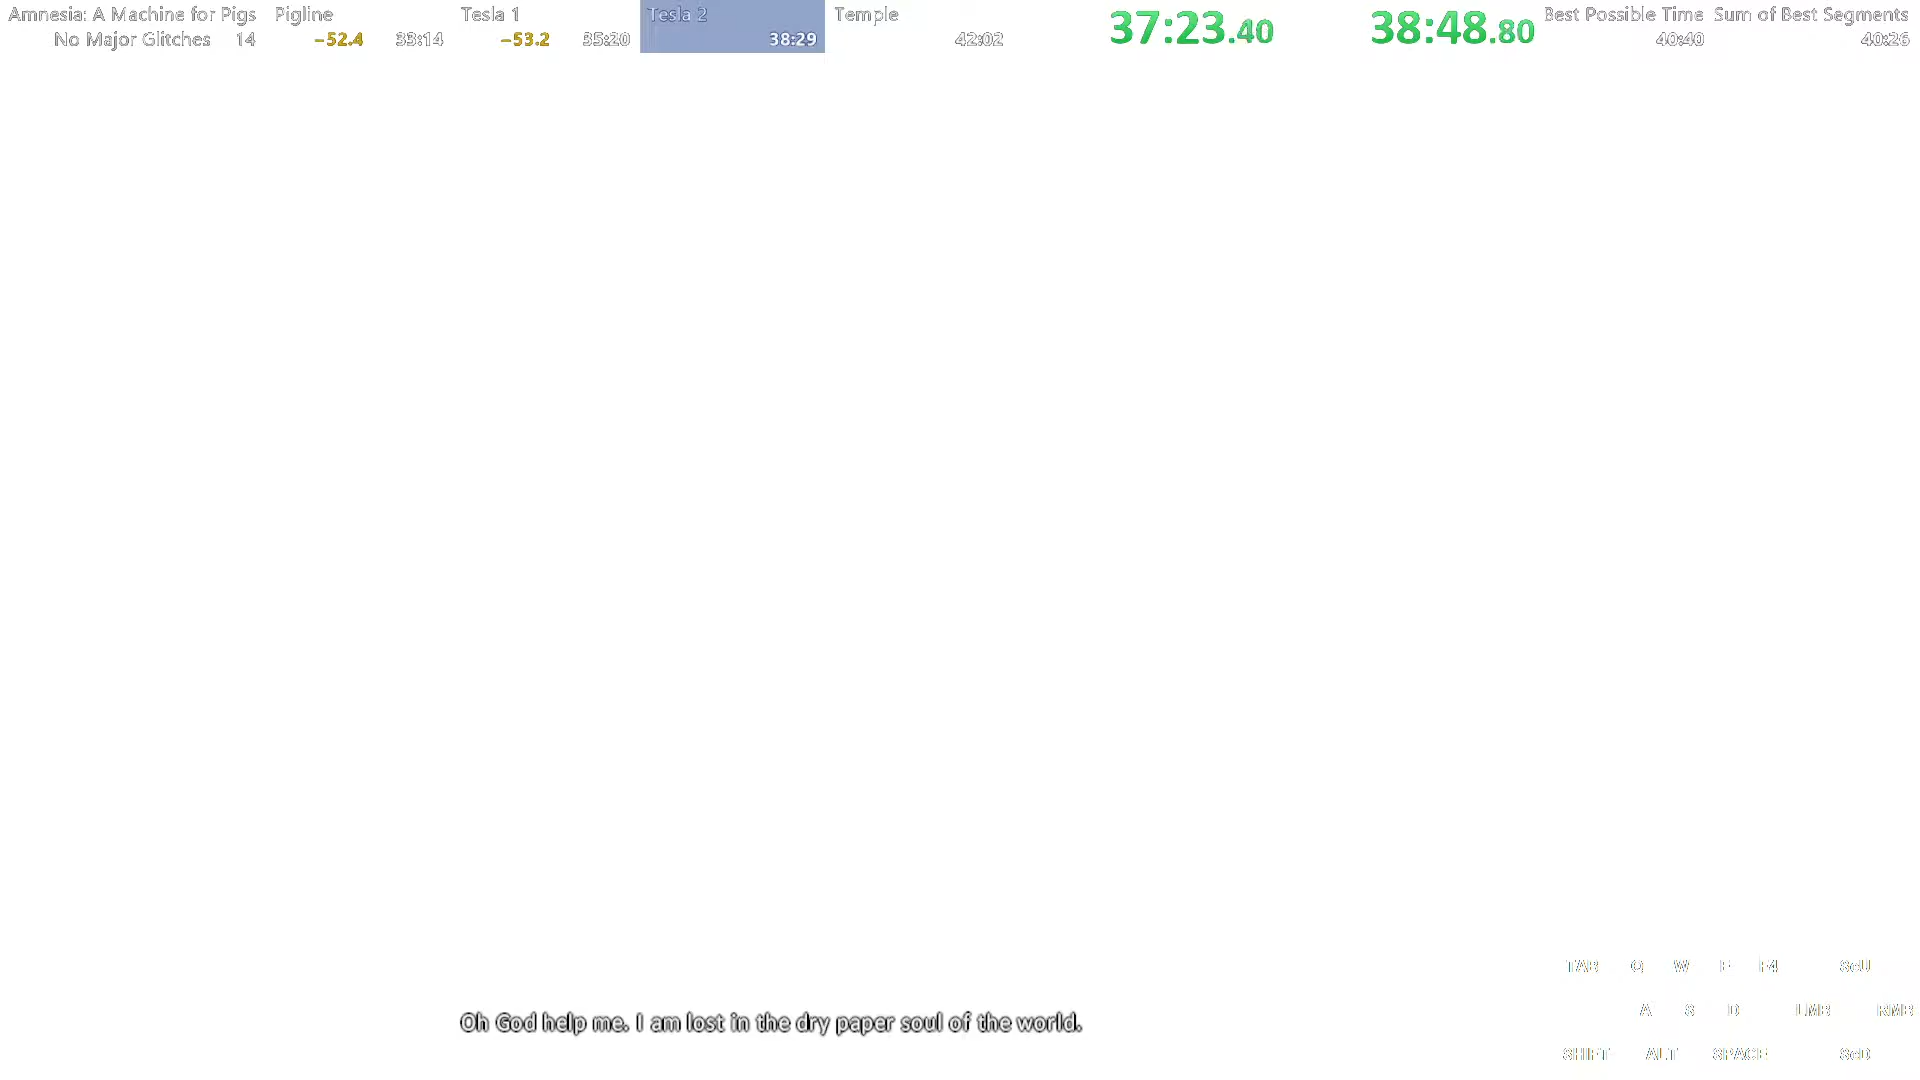 Amnesia: A Machine for Pigs Pigline Tesla 1 Tesla 2 Temple 37:23.40 38:48.80 Best Possible Time Sum of Best Segments
No Major Glitches 14 −52.4 33:14 −53.2 35:20 38:29 42:02 40:40 40:26
TAB Q W E F4 ScU
Oh God help me. I am lost in the dry paper soul of the world.
A S D LMB RMB
SHIFT ALT SPACE ScD